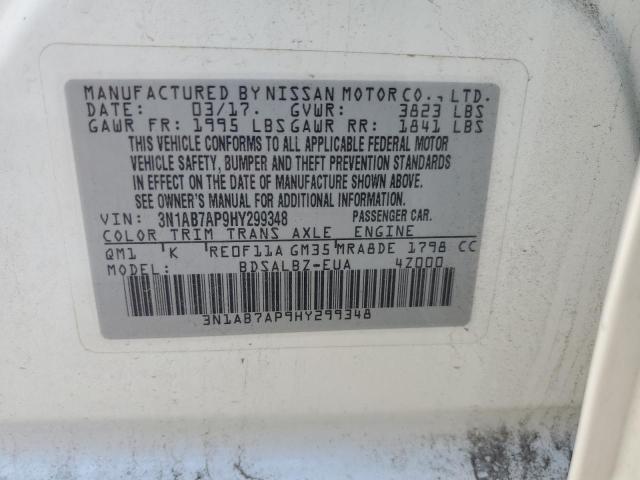 MANUFACTURED BY NISSAN MOTOR CO., LTD.
DATE: 03/17. GVWR: 3823 LBS
GAWR FR: 1995 LBS GAWR RR: 1841 LBS
THIS VEHICLE CONFORMS TO ALL APPLICABLE FEDERAL MOTOR
VEHICLE SAFETY, BUMPER AND THEFT PREVENTION STANDARDS
IN EFFECT ON THE DATE OF MANUFACTURE SHOWN ABOVE.
SEE OWNER'S MANUAL FOR ADDITIONAL INFORMATION.
VIN: 3N1AB7AP9HY299348 PASSENGER CAR.
COLOR TRIM TRANS AXLE ENGINE
QM1 K RE0F11A GM35 MRA8DE 1798 CC
MODEL: BDSALBZ-EUA 4Z000
3N1AB7AP9HY299348